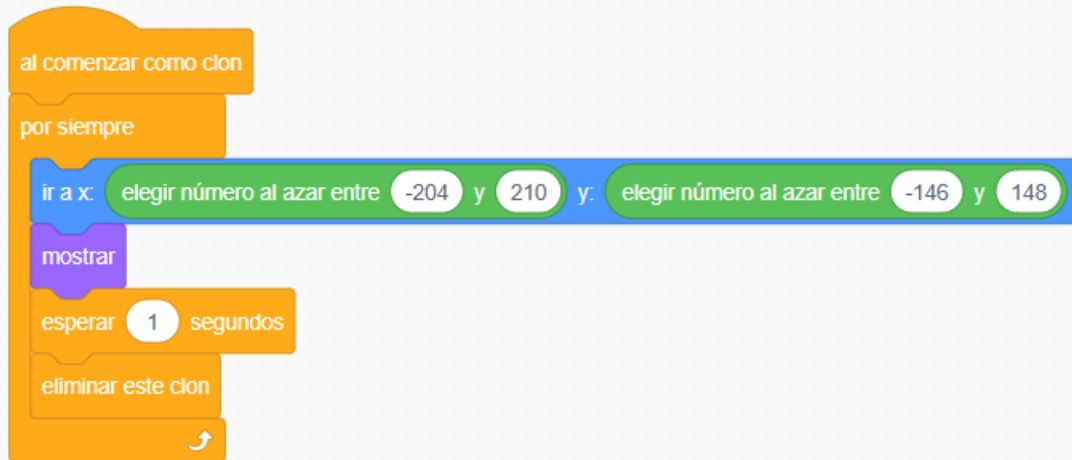 al comenzar como clon
por siempre
ir a x: elegir número al azar entre -204 y 210 y: elegir número al azar entre -146 y 148
mostrar
esperar 1 segundos
eliminar este clon